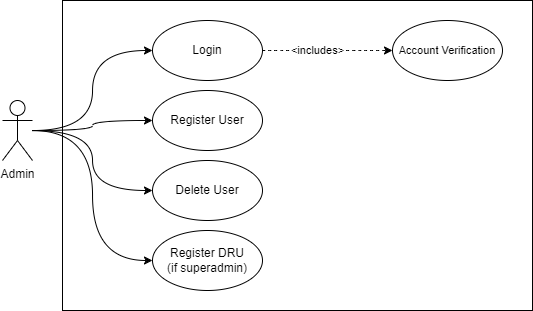 Login
<includes>
Account Verification
Register User
Admin
Delete User
Register DRU
(if superadmin)